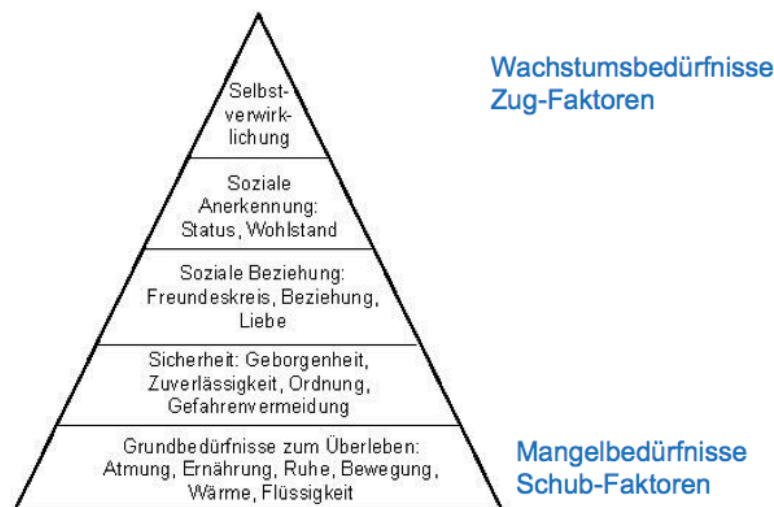 Wachstumsbedürfnisse
Zug-Faktoren
Selbst-
verwirk-
lichung
Soziale
Anerkennung:
Status, Wohlstand
Soziale Beziehung:
Freundeskreis, Beziehung,
Liebe
Sicherheit: Geborgenheit,
Zuverlässigkeit, Ordnung,
Gefahrenvermeidung
Grundbedürfnisse zum Überleben:
Atmung, Ernährung, Ruhe, Bewegung,
Wärme, Flüssigkeit
Mangelbedürfnisse
Schub-Faktoren